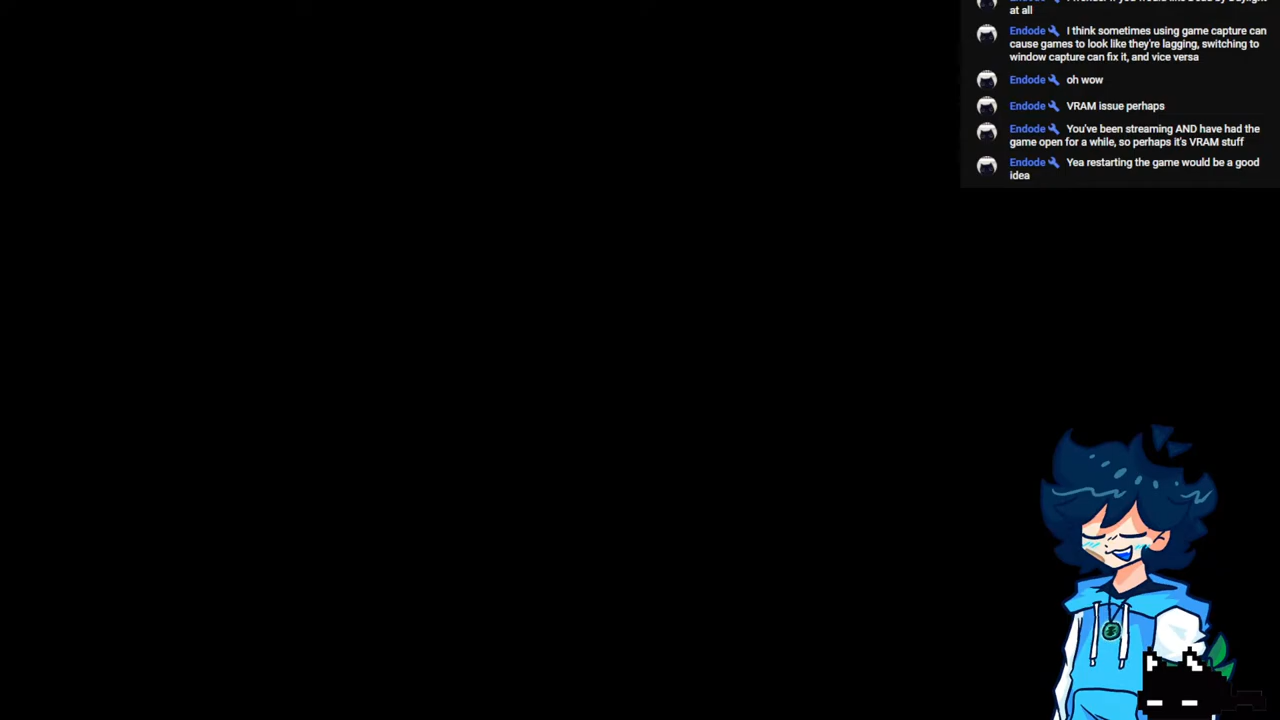 at all
Endode I think sometimes using game capture can
cause games to look like they're lagging, switching to
window capture can fix it, and vice versa
Endode oh wow
Endode VRAM issue perhaps
Endode You've been streaming AND have had the
game open for a while, so perhaps it's VRAM stuff
Endode Yea restarting the game would be a good
idea